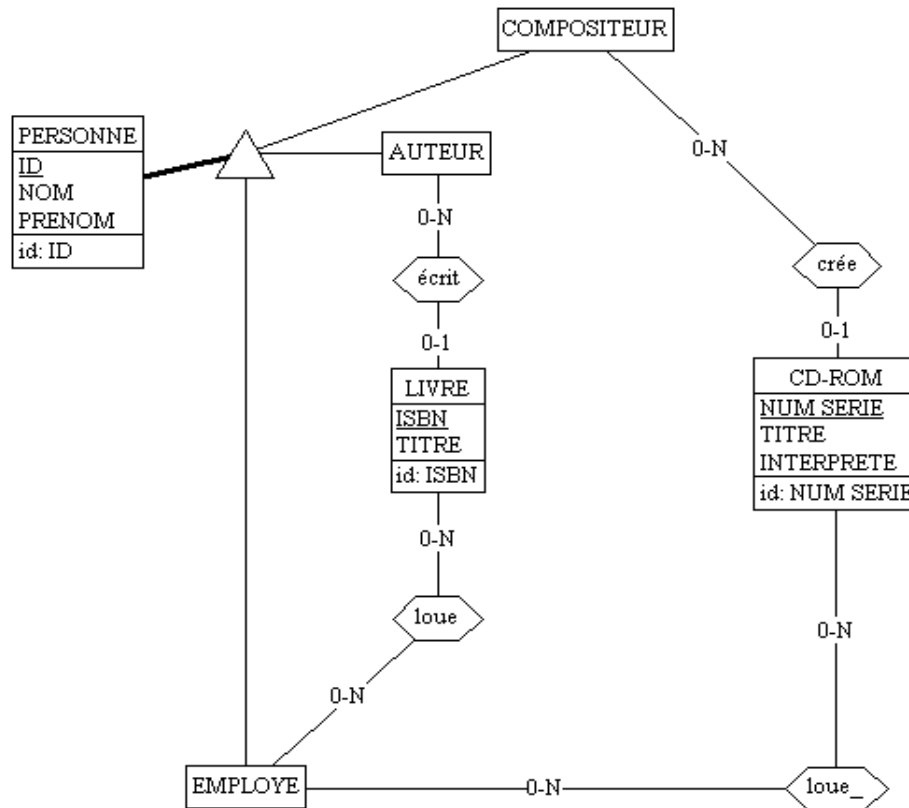 COMPOSITEUR
PERSONNE
ID
NOM
PRENOM
id: ID
AUTEUR
0-N
0-N
écrit
crée
0-1
0-1
LIVRE
ISBN
TITRE
id: ISBN
CD-ROM
NUM SERIE
TITRE
INTERPRETE
id: NUM SERIE
0-N
loue
0-N
0-N
EMPLOYE
0-N
loue_